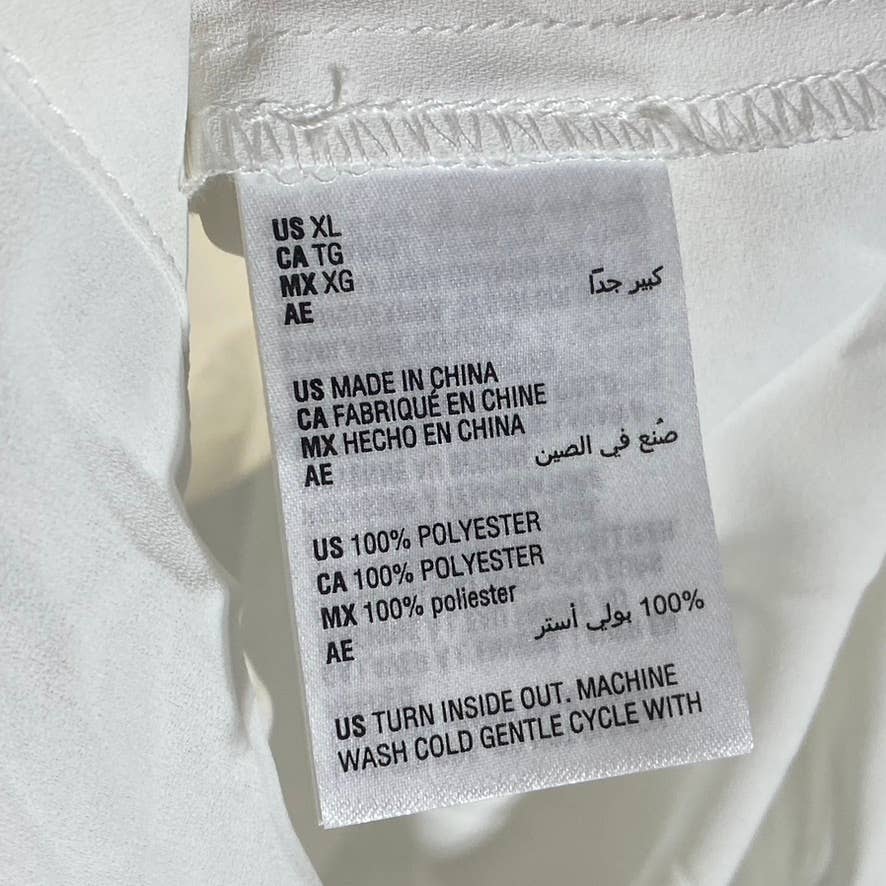 US XL
CA TG
MX XG
AE كبير جدًا
US MADE IN CHINA
CA FABRIQUÉ EN CHINE
MX HECHO EN CHINA
AE صُنع في الصين
US 100% POLYESTER
CA 100% POLYESTER
MX 100% poliester
AE 100% بولي أستر
US TURN INSIDE OUT. MACHINE
WASH COLD GENTLE CYCLE WITH